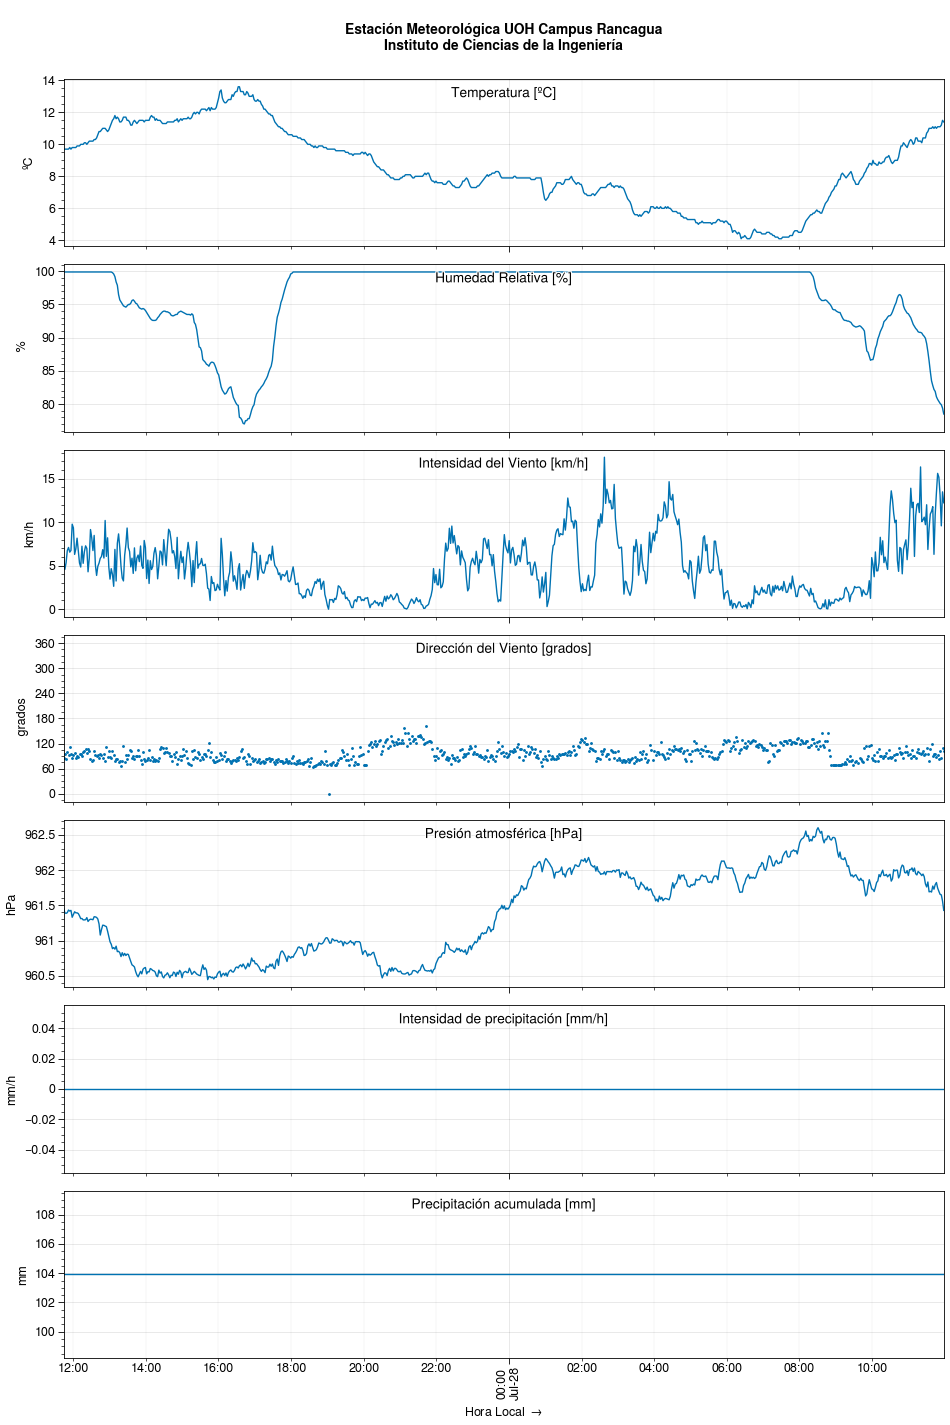 Estación Meteorológica UOH Campus Rancagua
Instituto de Ciencias de la Ingeniería
Temperatura [ºC]
ºC
14
12
10
8
6
4
Humedad Relativa [%]
%
100
95
90
85
80
Intensidad del Viento [km/h]
km/h
15
10
5
0
Dirección del Viento [grados]
grados
360
300
240
180
120
60
0
Presión atmosférica [hPa]
hPa
962.5
962
961.5
961
960.5
Intensidad de precipitación [mm/h]
mm/h
0.04
0.02
0
−0.02
−0.04
Precipitación acumulada [mm]
mm
108
106
104
102
100
12:00 14:00 16:00 18:00 20:00 22:00 00:00 02:00 04:00 06:00 08:00 10:00
Jul-28
Hora Local →